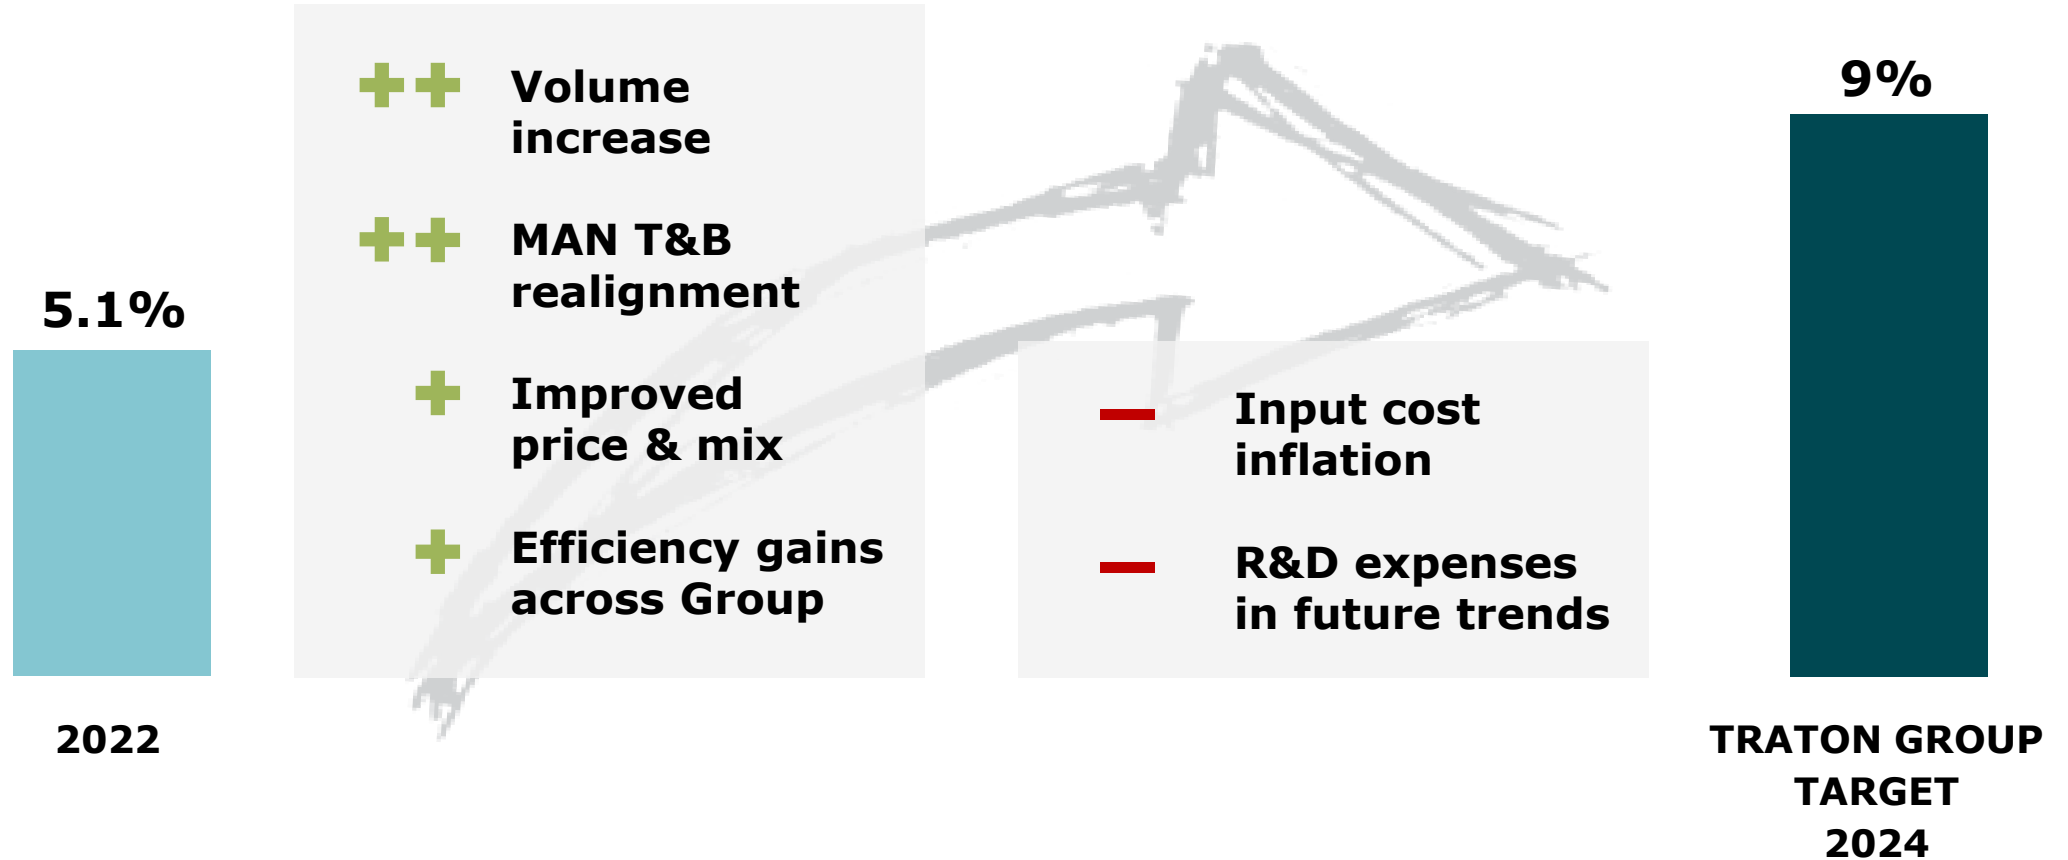 5.1%
2022
Volume
increase
MAN T&B
realignment
Improved
price & mix
Efficiency gains
across Group
Input cost
inflation
R&D expenses
in future trends
9%
TRATON GROUP
TARGET
2024